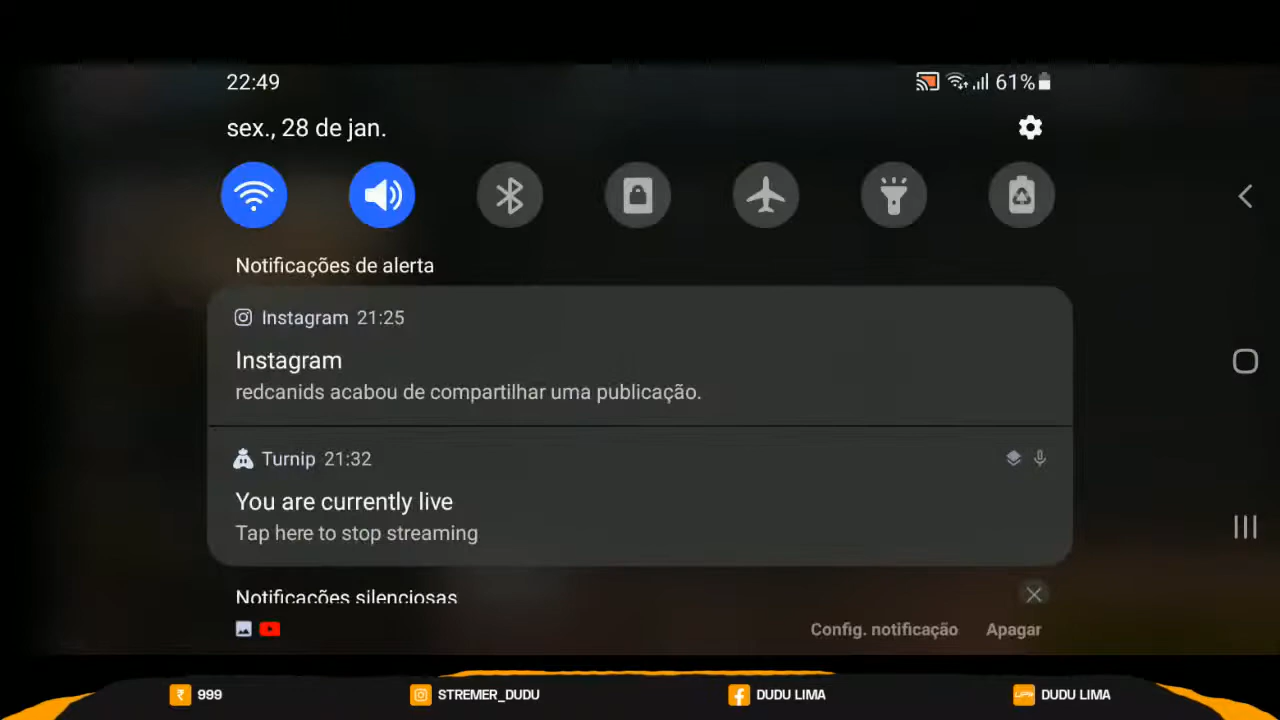 22:49
61%
sex., 28 de jan.
Notificações de alerta
Instagram 21:25
Instagram
redcanids acabou de compartilhar uma publicação.
Turnip 21:32
You are currently live
Tap here to stop streaming
Notificações silenciosas
Config. notificação Apagar
₹ 999 STREMER_DUDU DUDU LIMA DUDU LIMA